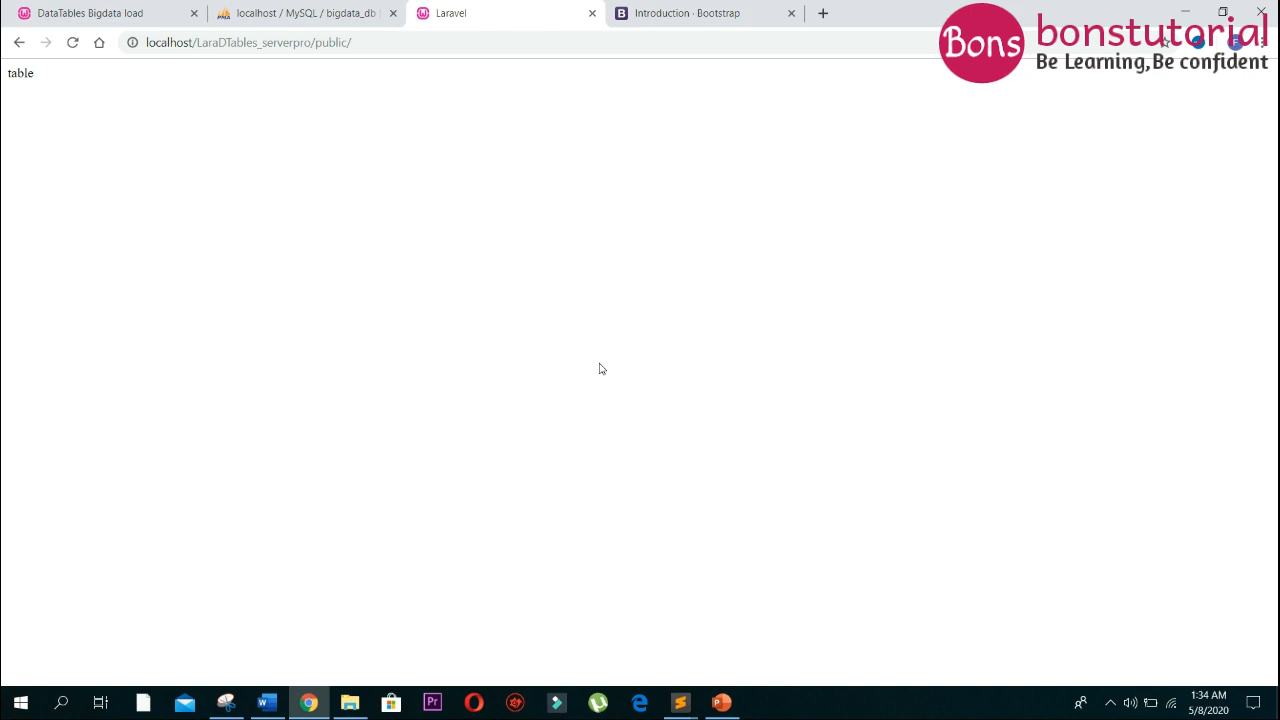 DataTables Bigdata load
localhost / MySQL / bigdata_db
Laravel
Introduction · Bootstrap
localhost/LaraDTables_serverpro/public/
Bons
bonstutorial
Be Learning,Be confident
table
1:34 AM
5/8/2020